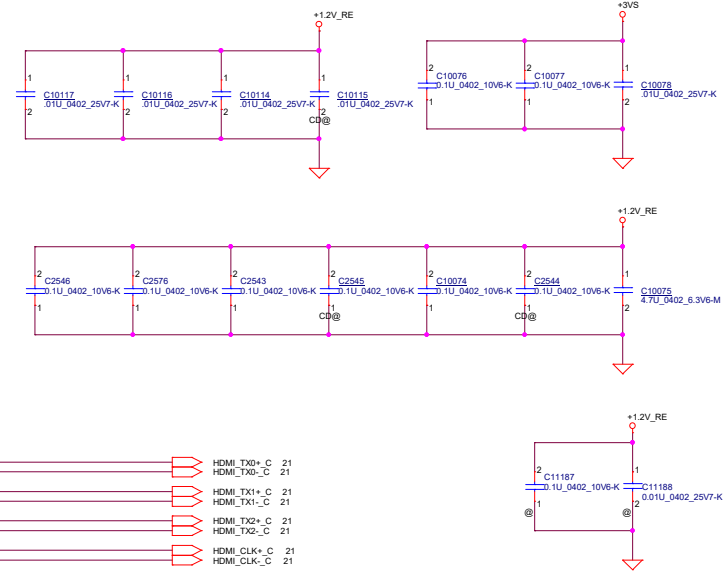 +1.2V_RE
+3VS
1
1
1
1
C10117
.01U_0402_25V7-K
C10116
.01U_0402_25V7-K
C10114
.01U_0402_25V7-K
C10115
.01U_0402_25V7-K
2
2
2
2
CD@
2
2
1
C10076
0.1U_0402_10V6-K
C10077
0.1U_0402_10V6-K
C10078
.01U_0402_25V7-K
1
1
2
+1.2V_RE
2
2
2
2
2
2
1
C2546
0.1U_0402_10V6-K
C2576
0.1U_0402_10V6-K
C2543
0.1U_0402_10V6-K
C2545
0.1U_0402_10V6-K
C10074
0.1U_0402_10V6-K
C2544
0.1U_0402_10V6-K
C10075
4.7U_0402_6.3V6-M
1
1
1
1
1
1
2
CD@
CD@
+1.2V_RE
2
1
C11187
0.1U_0402_10V6-K
C11188
0.01U_0402_25V7-K
1
2
@
@
HDMI_TX0+_C 21
HDMI_TX0-_C 21
HDMI_TX1+_C 21
HDMI_TX1-_C 21
HDMI_TX2+_C 21
HDMI_TX2-_C 21
HDMI_CLK+_C 21
HDMI_CLK-_C 21